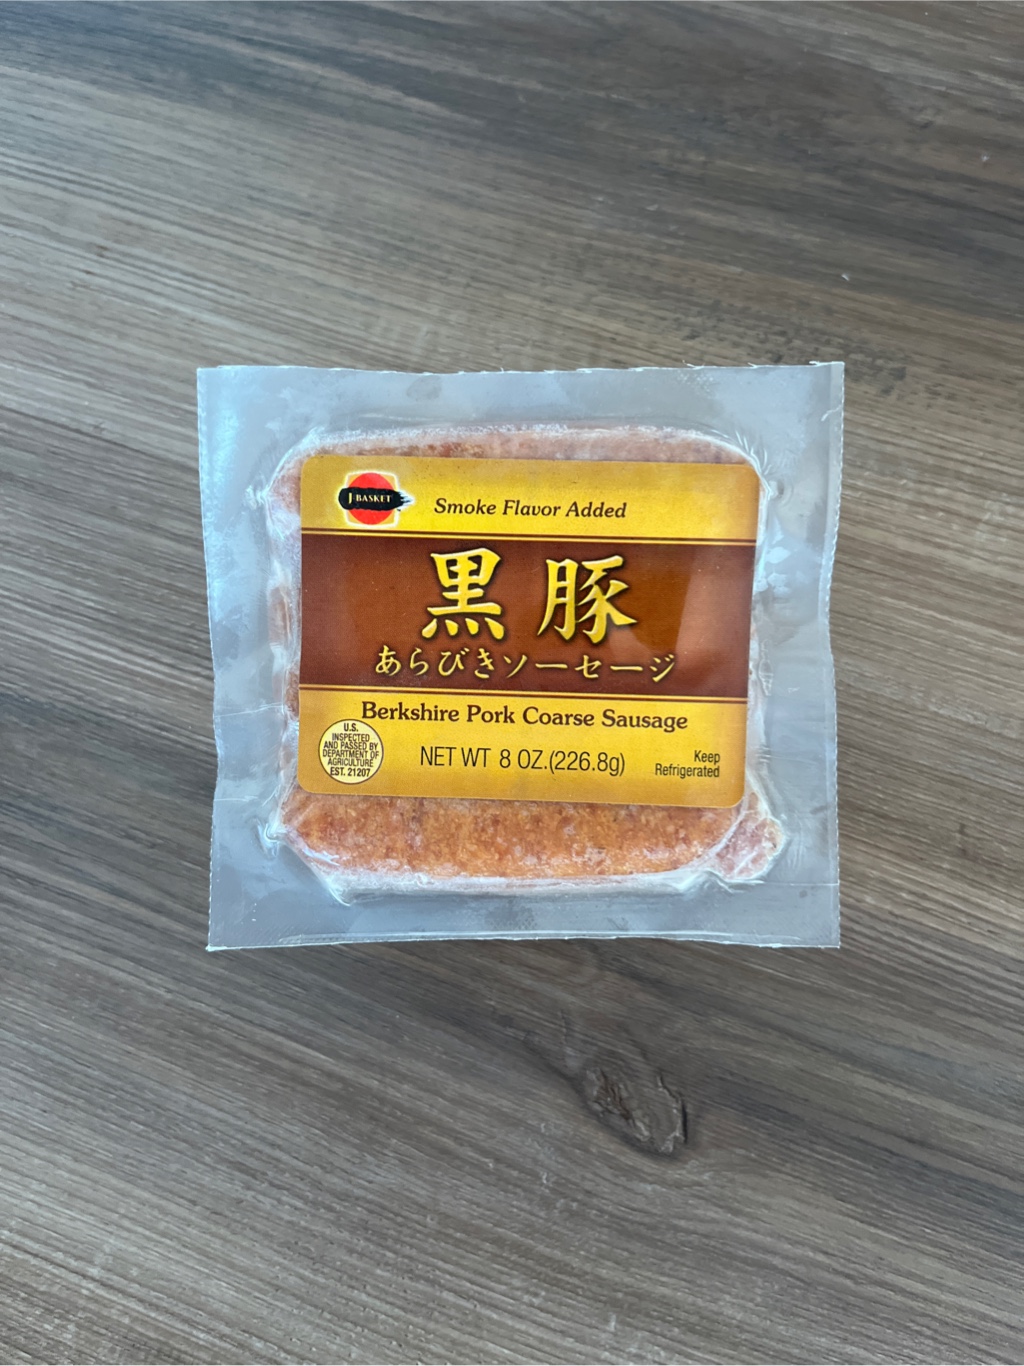 J-BASKET
Smoke Flavor Added
黒豚
あらびきソーセージ
Berkshire Pork Coarse Sausage
U.S.
INSPECTED
AND PASSED BY
DEPARTMENT OF
AGRICULTURE
EST. 21207
NET WT 8 OZ.(226.8g)
Keep
Refrigerated